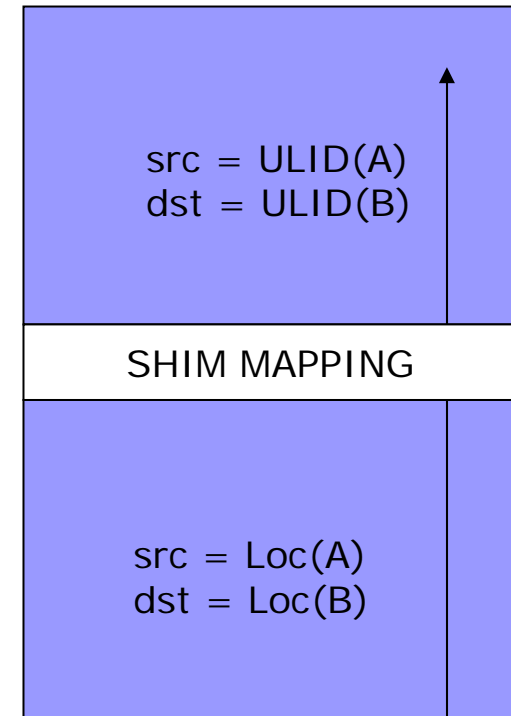 src = ULID(A)
dst = ULID(B)
SHIM MAPPING
src = Loc(A)
dst = Loc(B)